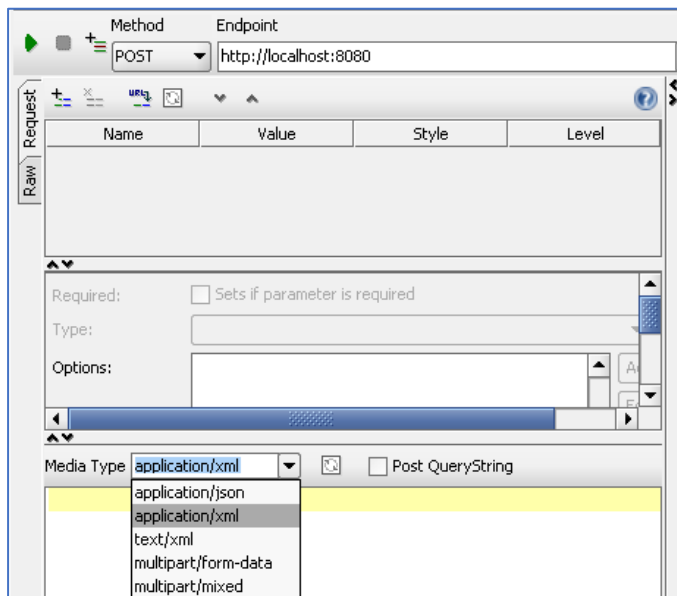 Method Endpoint
POST http://localhost:8080
Request
Raw
URL
Name Value Style Level
Required: Sets if parameter is required
Type:
Options:
Media Type application/xml Post QueryString
application/json
application/xml
text/xml
multipart/form-data
multipart/mixed